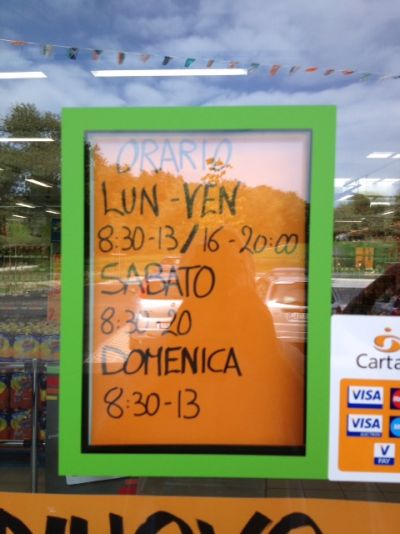 ORARIO
LUN - VEN
8:30-13/16-20:00
SABATO
8:30-20
DOMENICA
8:30-13
Carta
VISA
VISA
V
PAY